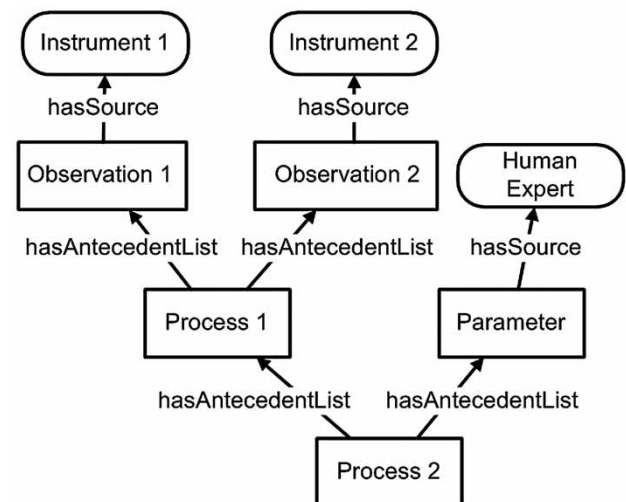 Instrument 1
Instrument 2
hasSource
hasSource
Observation 1
Observation 2
Human
Expert
hasAntecedentList
hasAntecedentList
hasSource
Process 1
Parameter
hasAntecedentList
hasAntecedentList
Process 2